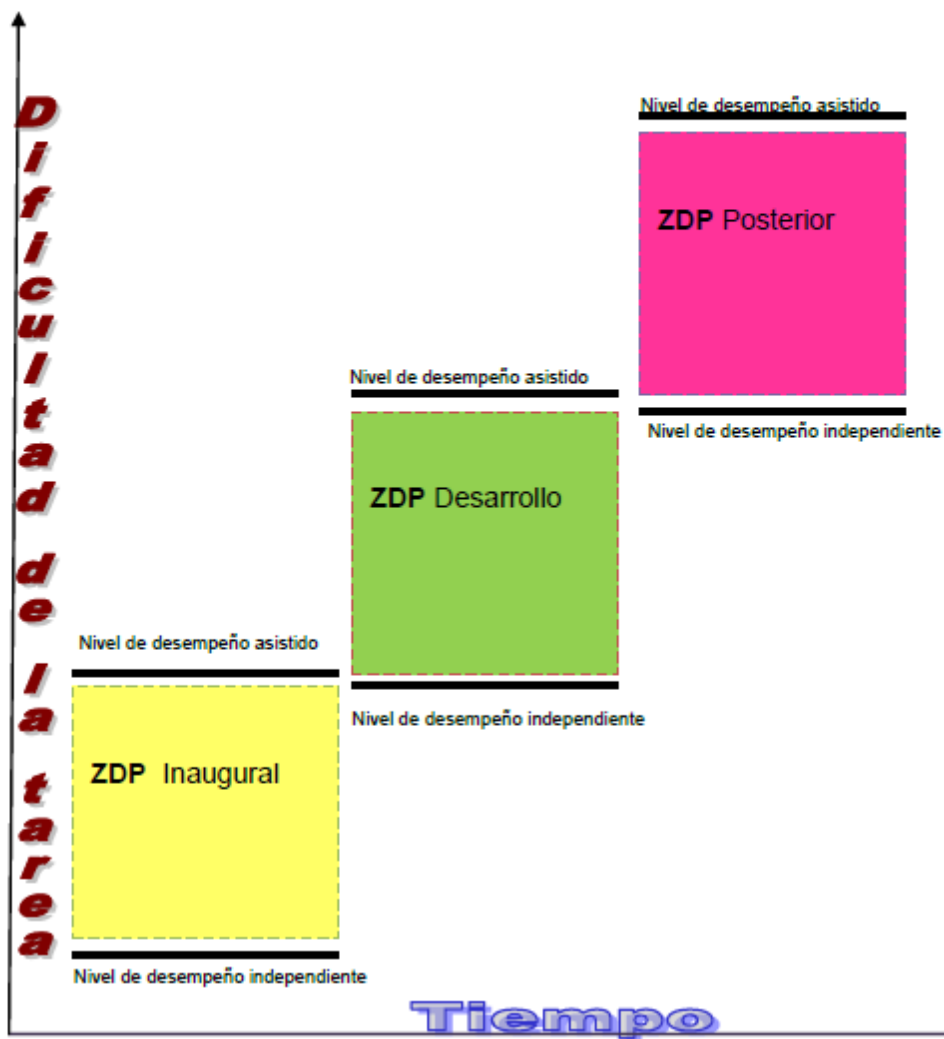 Dificultad de la tarea
Nivel de desempeño asistido
ZDP Posterior
Nivel de desempeño independiente
Nivel de desempeño asistido
ZDP Desarrollo
Nivel de desempeño independiente
Nivel de desempeño asistido
ZDP Inaugural
Nivel de desempeño independiente
Tiempo